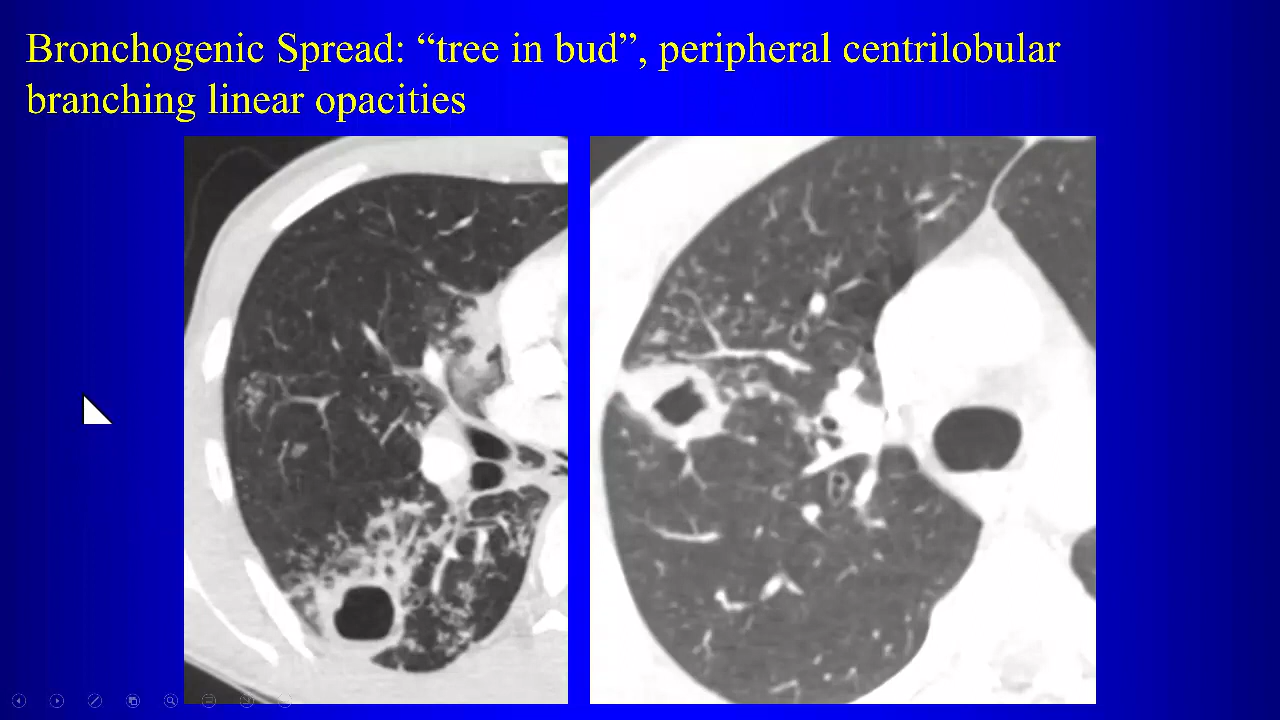 Bronchogenic Spread: “tree in bud”, peripheral centrilobular
branching linear opacities